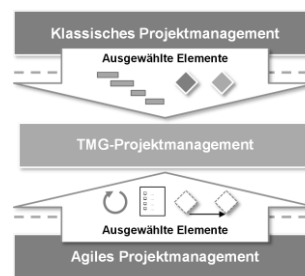 Klassisches Projektmanagement
Ausgewählte Elemente
TMG-Projektmanagement
Ausgewählte Elemente
Agiles Projektmanagement